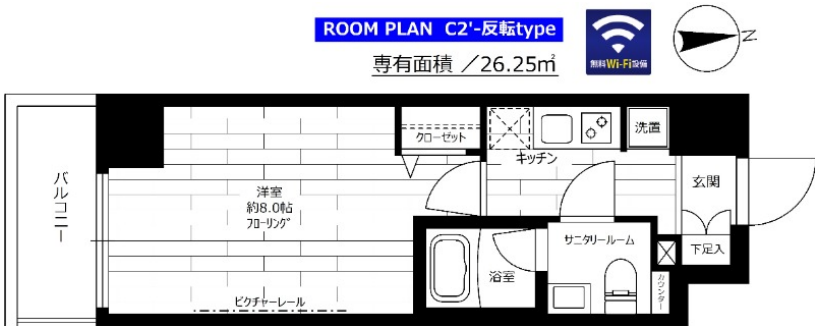 ROOM PLAN C2'-反転type
専有面積 ／26.25㎡
無料Wi-Fi設備
N
バルコニー
洋室
約8.0帖
フローリング
ピクチャーレール
クローゼット
キッチン
洗置
玄関
下足入
サニタリールーム
浴室
カウンター